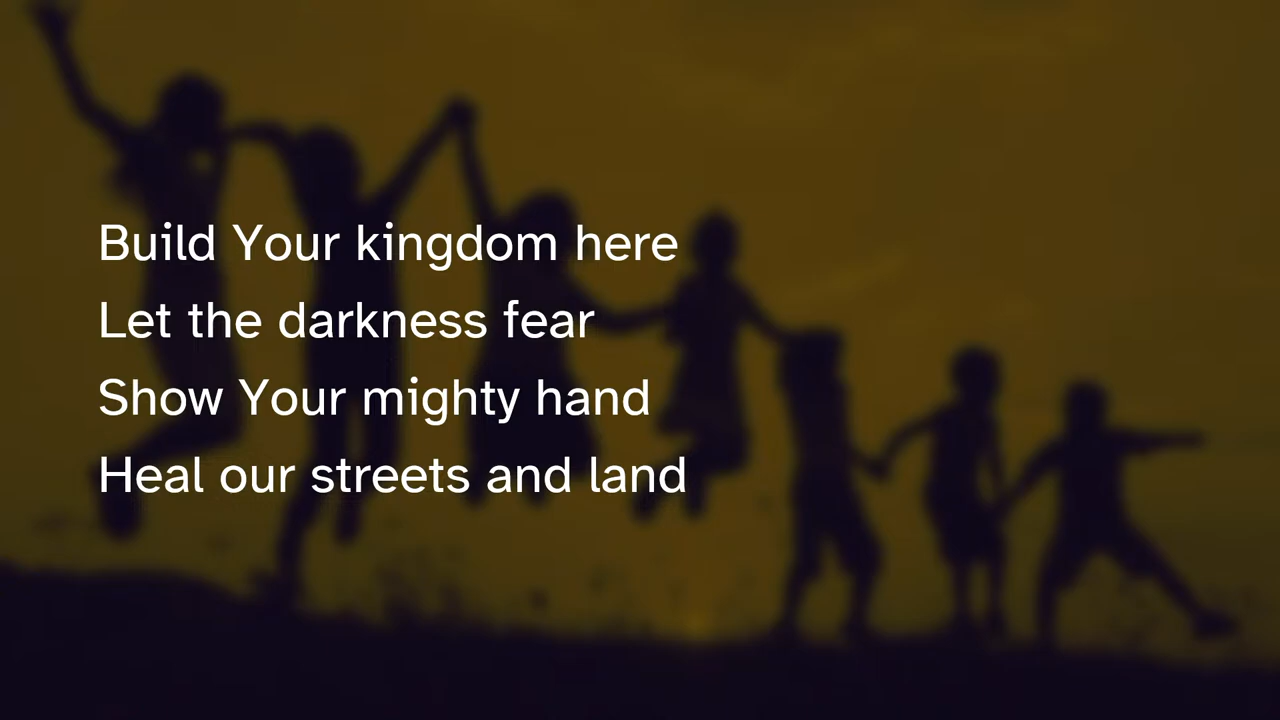 Build Your kingdom here
Let the darkness fear
Show Your mighty hand
Heal our streets and land